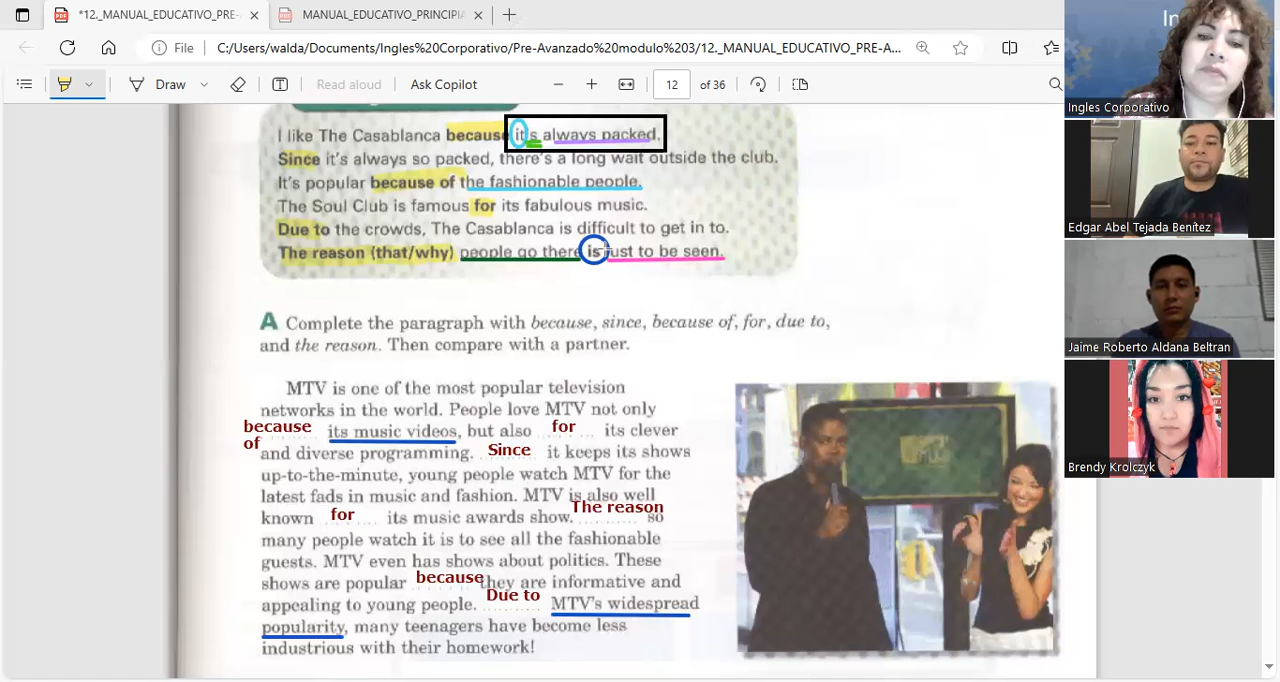 *12._MANUAL_EDUCATIVO_PRE-
MANUAL_EDUCATIVO_PRINCIPIA
File
C:/Users/walda/Documents/Ingles%20Corporativo/Pre-Avanzado%20modulo%203/12._MANUAL_EDUCATIVO_PRE-A...
Draw
Read aloud
Ask Copilot
12
of 36
I like The Casablanca because it's always packed.
Since it's always so packed, there's a long wait outside the club.
It's popular because of the fashionable people.
The Soul Club is famous for its fabulous music.
Due to the crowds, The Casablanca is difficult to get in to.
The reason (that/why) people go there is just to be seen.
A Complete the paragraph with because, since, because of, for, due to,
and the reason. Then compare with a partner.
MTV is one of the most popular television
networks in the world. People love MTV not only
because of its music videos, but also for its clever
and diverse programming. Since it keeps its shows
up-to-the-minute, young people watch MTV for the
latest fads in music and fashion. MTV is also well
known for its music awards show. The reason so
many people watch it is to see all the fashionable
guests. MTV even has shows about politics. These
shows are popular because they are informative and
appealing to young people. Due to MTV's widespread
popularity, many teenagers have become less
industrious with their homework!
In
Ingles Corporativo
Edgar Abel Tejada Benítez
Jaime Roberto Aldana Beltran
Brendy Krolczyk